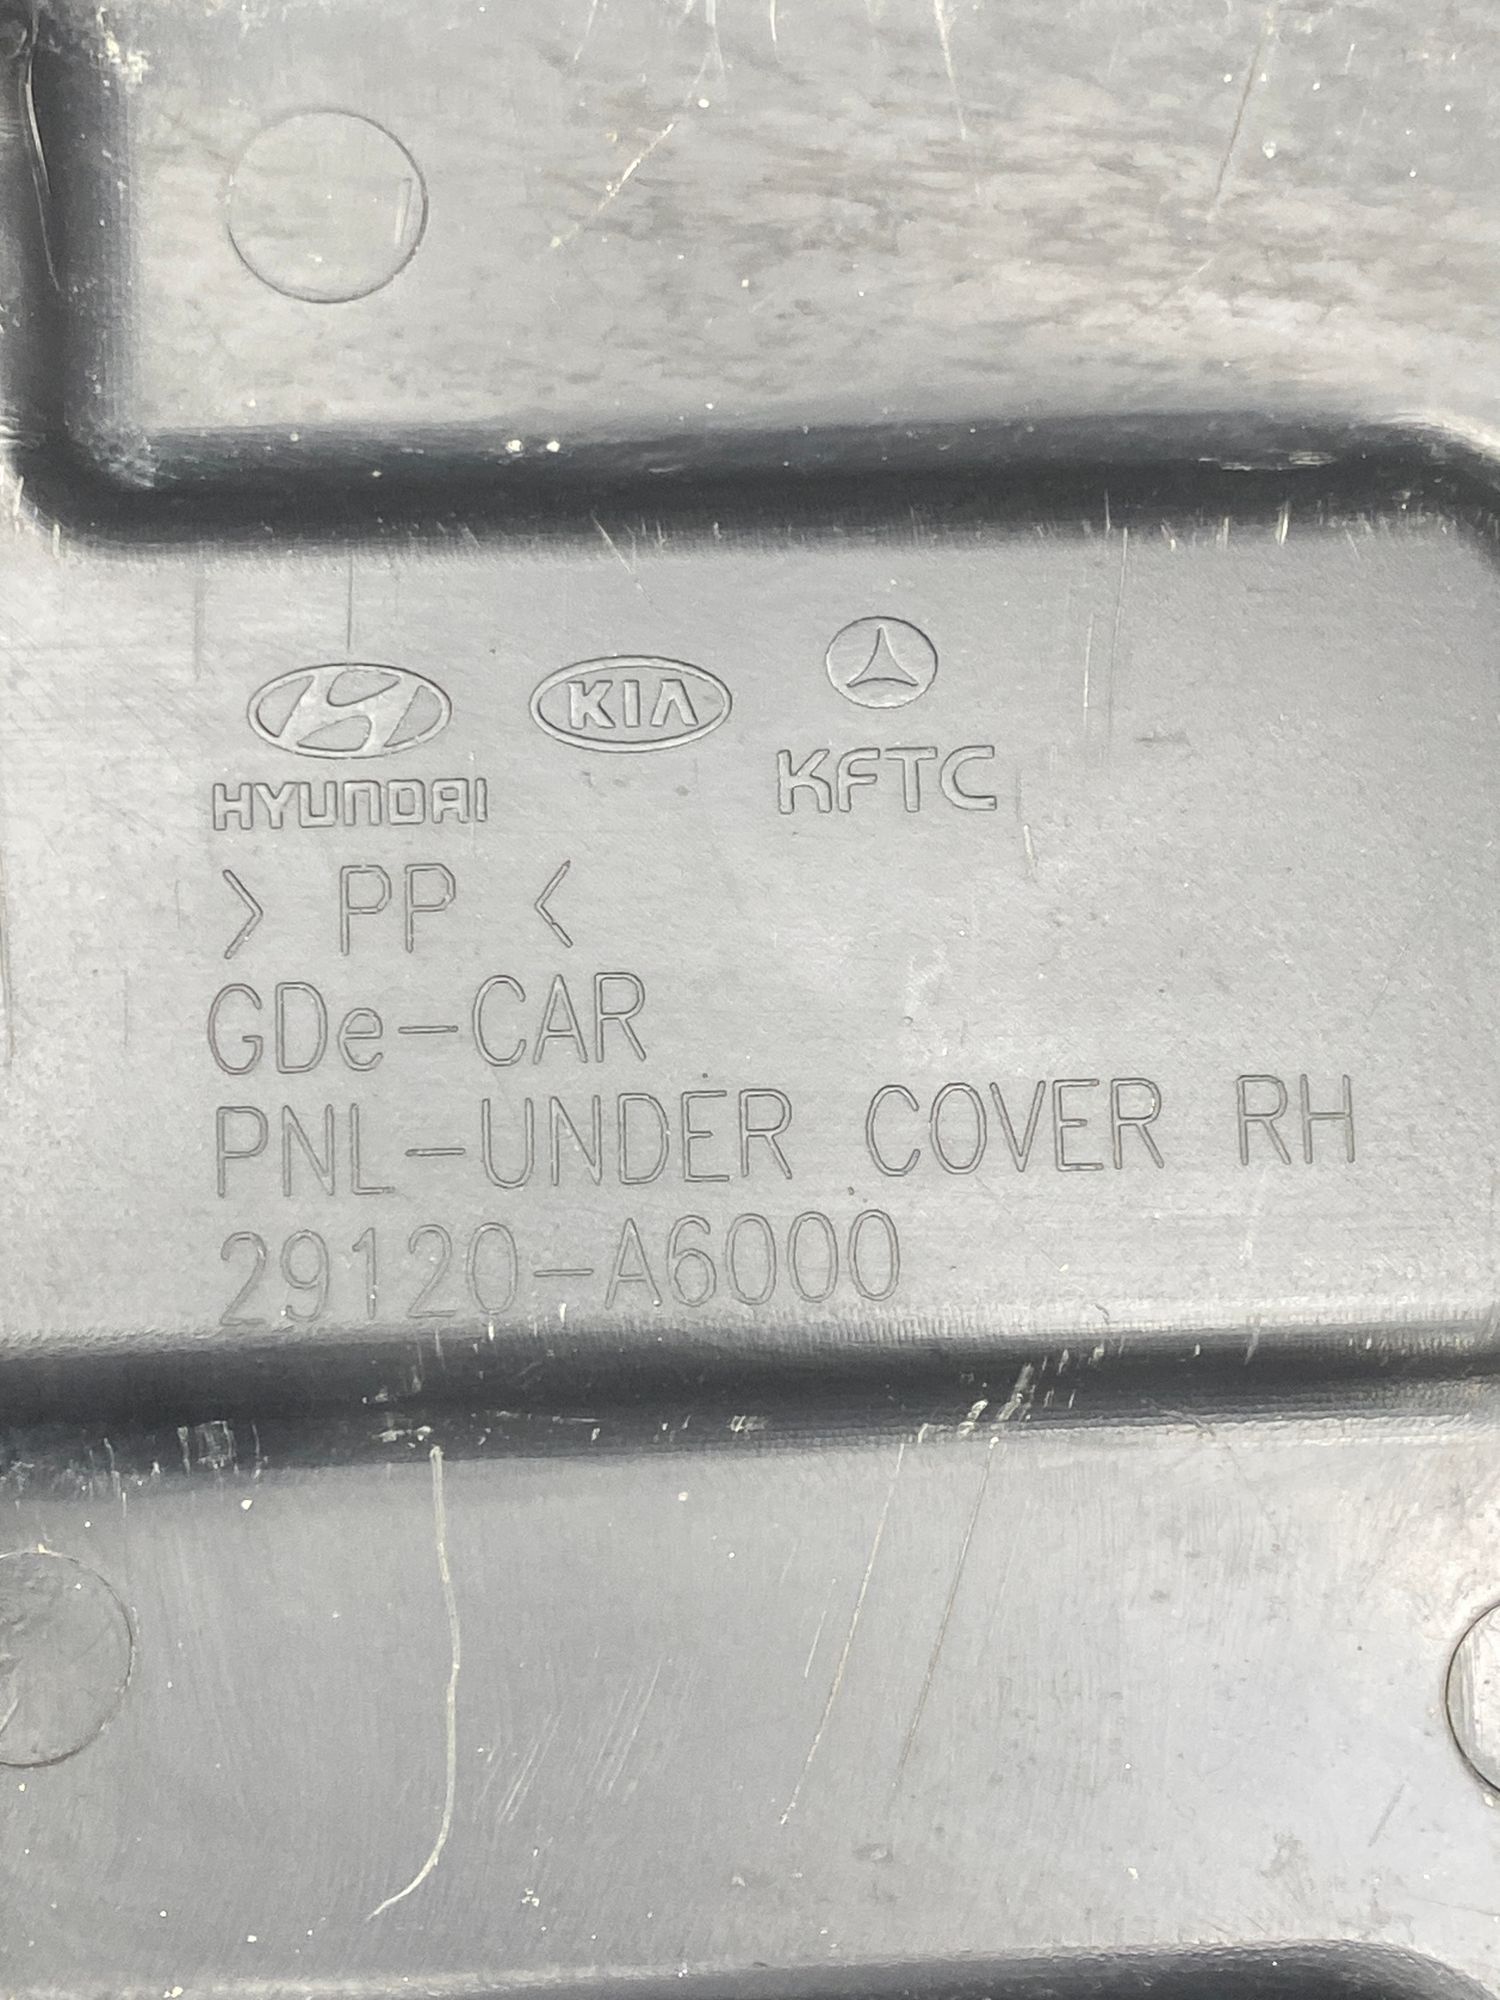 KIA
HYUNDAI
KFTC
> PP <
GDe-CAR
PNL-UNDER COVER RH
29120-A6000